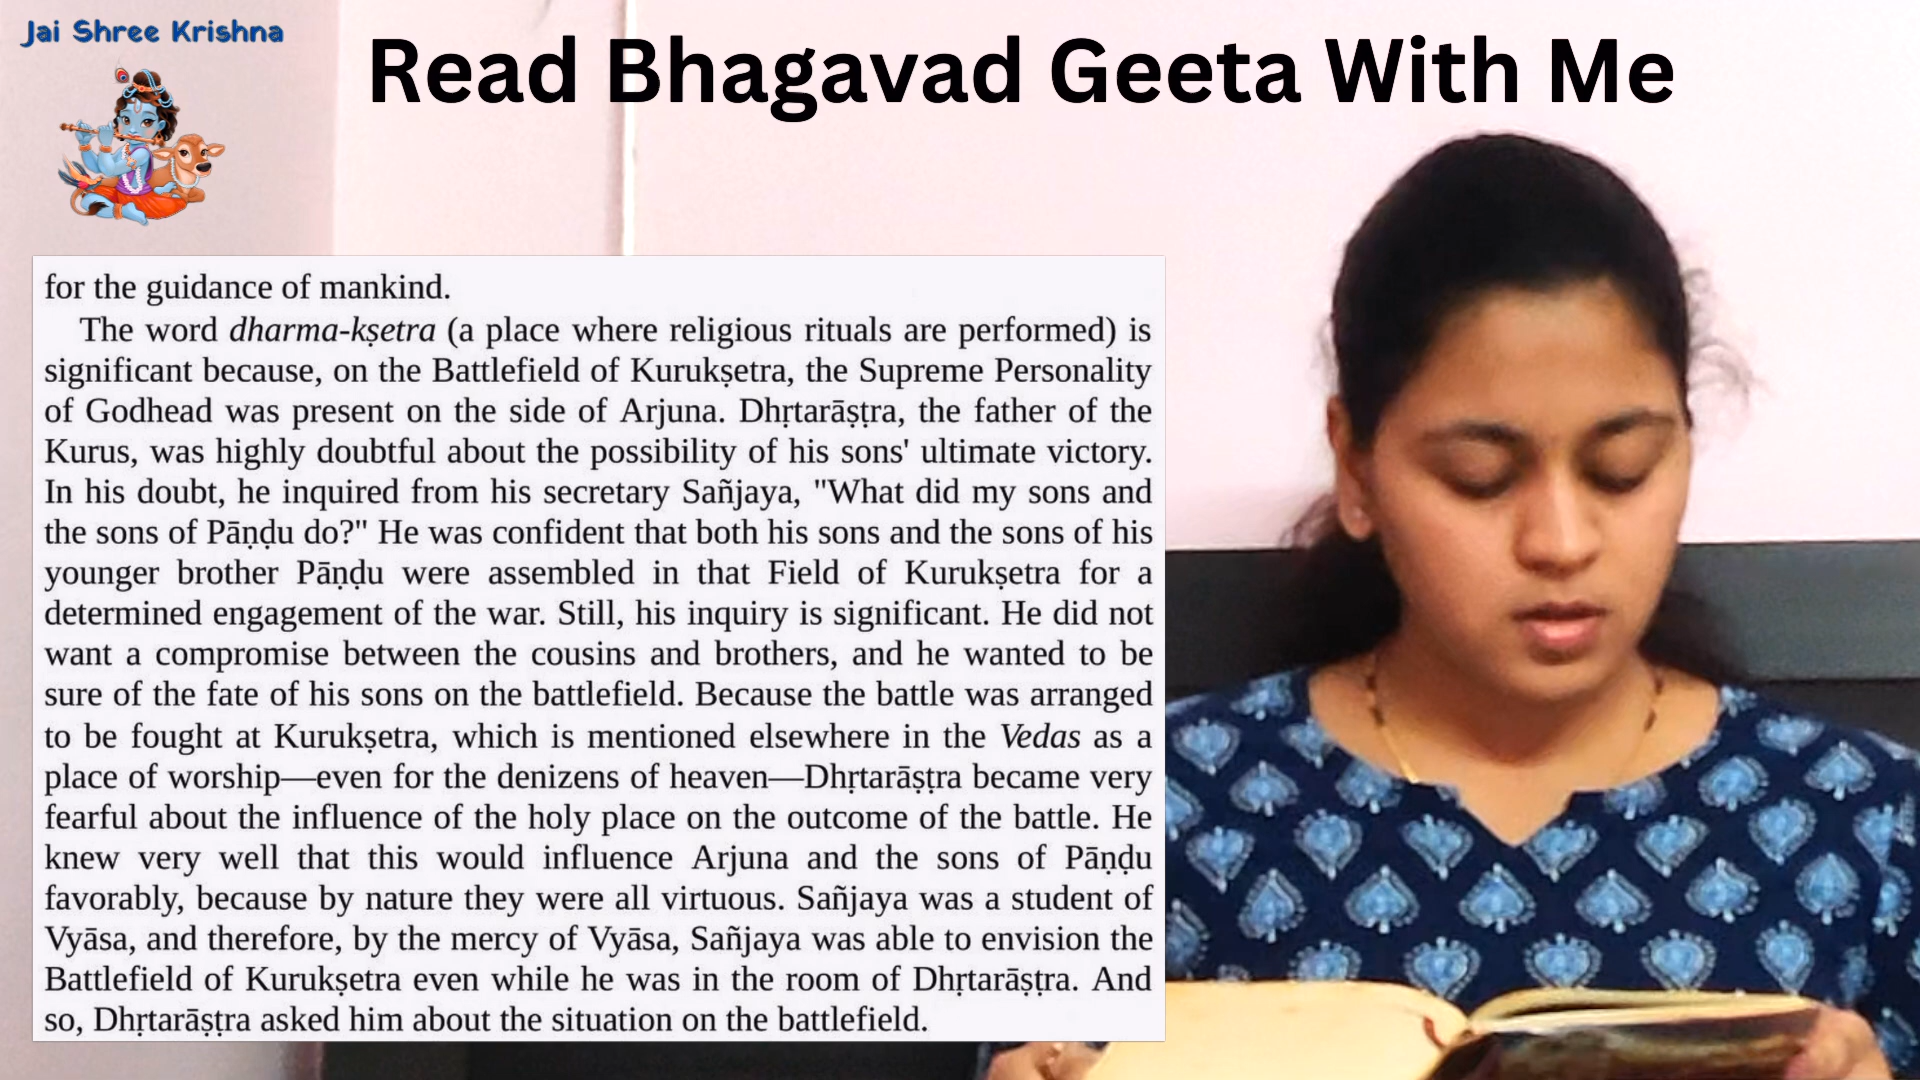 Jai Shree Krishna
Read Bhagavad Geeta With Me
for the guidance of mankind.
The word dharma-kṣetra (a place where religious rituals are performed) is
significant because, on the Battlefield of Kurukṣetra, the Supreme Personality
of Godhead was present on the side of Arjuna. Dhṛtarāṣṭra, the father of the
Kurus, was highly doubtful about the possibility of his sons' ultimate victory.
In his doubt, he inquired from his secretary Sañjaya, "What did my sons and
the sons of Pāṇḍu do?" He was confident that both his sons and the sons of his
younger brother Pāṇḍu were assembled in that Field of Kurukṣetra for a
determined engagement of the war. Still, his inquiry is significant. He did not
want a compromise between the cousins and brothers, and he wanted to be
sure of the fate of his sons on the battlefield. Because the battle was arranged
to be fought at Kurukṣetra, which is mentioned elsewhere in the Vedas as a
place of worship—even for the denizens of heaven—Dhṛtarāṣṭra became very
fearful about the influence of the holy place on the outcome of the battle. He
knew very well that this would influence Arjuna and the sons of Pāṇḍu
favorably, because by nature they were all virtuous. Sañjaya was a student of
Vyāsa, and therefore, by the mercy of Vyāsa, Sañjaya was able to envision the
Battlefield of Kurukṣetra even while he was in the room of Dhṛtarāṣṭra. And
so, Dhṛtarāṣṭra asked him about the situation on the battlefield.